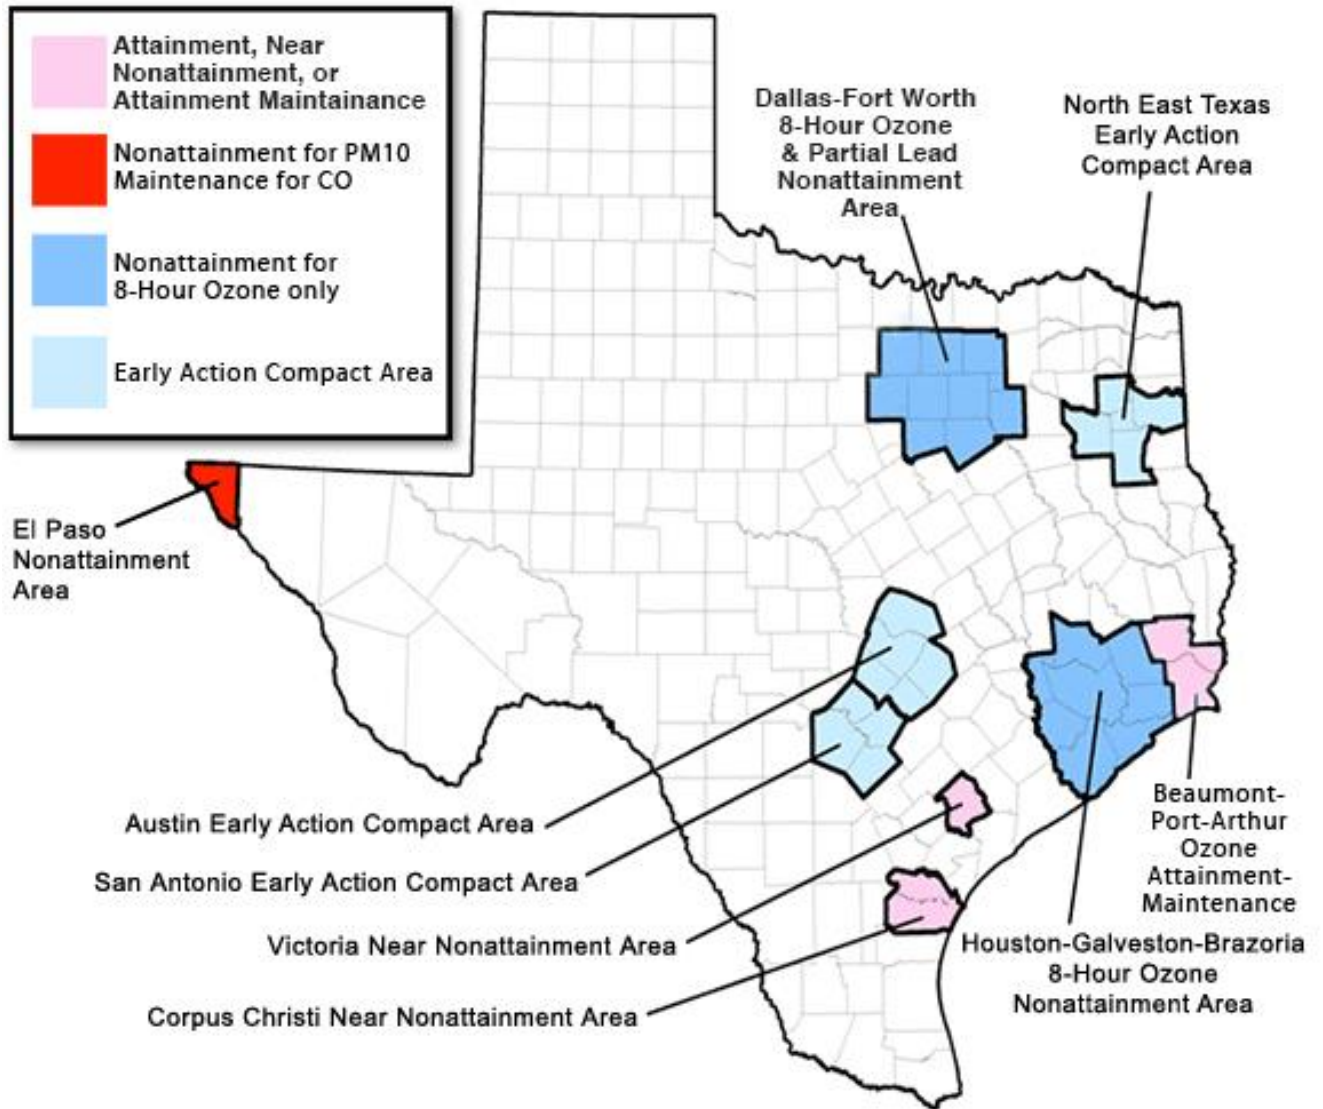 Attainment, Near
Nonattainment, or
Attainment Maintainance
Nonattainment for PM10
Maintenance for CO
Nonattainment for
8-Hour Ozone only
Early Action Compact Area
Dallas-Fort Worth
8-Hour Ozone
& Partial Lead
Nonattainment
Area
North East Texas
Early Action
Compact Area
El Paso
Nonattainment
Area
Austin Early Action Compact Area
San Antonio Early Action Compact Area
Victoria Near Nonattainment Area
Corpus Christi Near Nonattainment Area
Beaumont-
Port-Arthur
Ozone
Attainment-
Maintenance
Houston-Galveston-Brazoria
8-Hour Ozone
Nonattainment Area